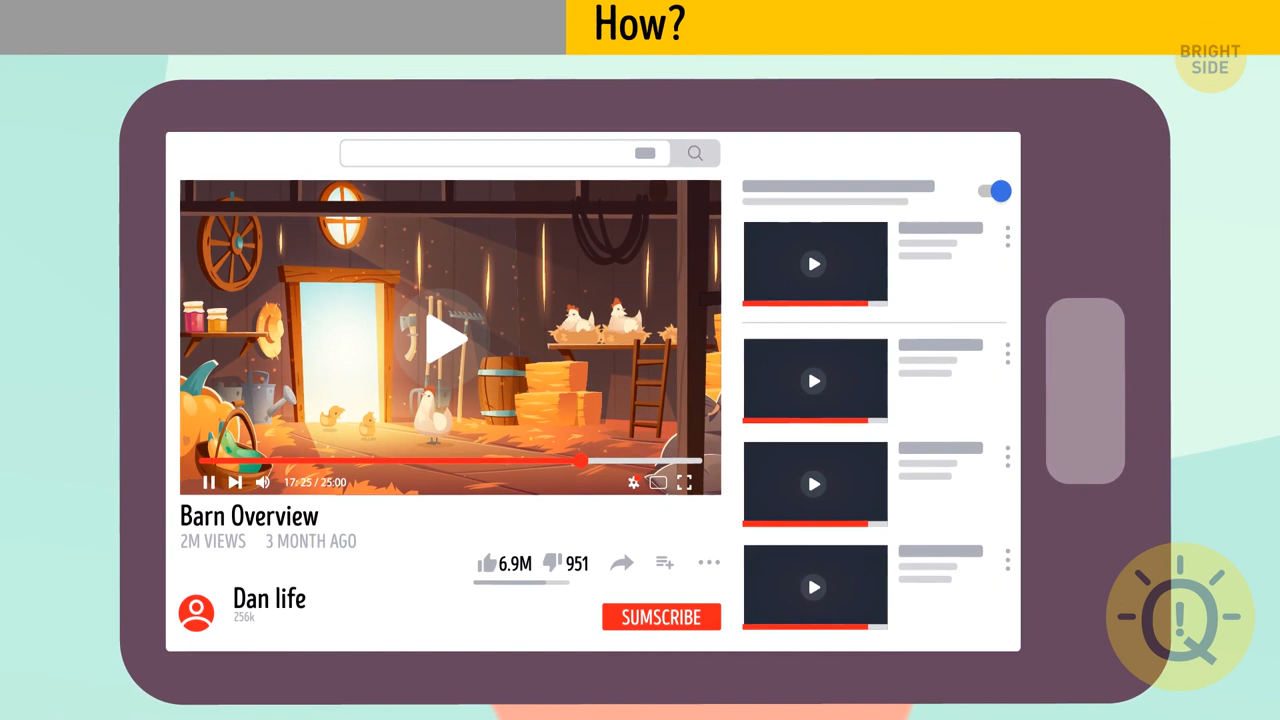 How?
BRIGHT
SIDE
17:25 / 25:00
Barn Overview
2M VIEWS 3 MONTH AGO
6.9M 951
Dan life
256k
SUMSCRIBE
Q!